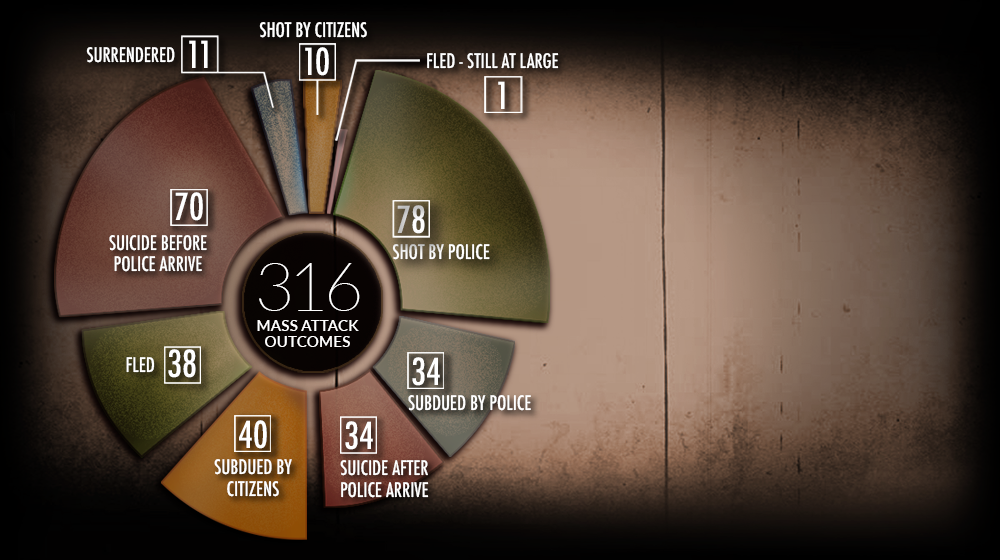 SHOT BY CITIZENS
10
SURRENDERED 11
FLED - STILL AT LARGE
1
70
SUICIDE BEFORE
POLICE ARRIVE
78
SHOT BY POLICE
316
MASS ATTACK
OUTCOMES
FLED 38
34
SUBDUED BY POLICE
40
SUBDUED BY
CITIZENS
34
SUICIDE AFTER
POLICE ARRIVE